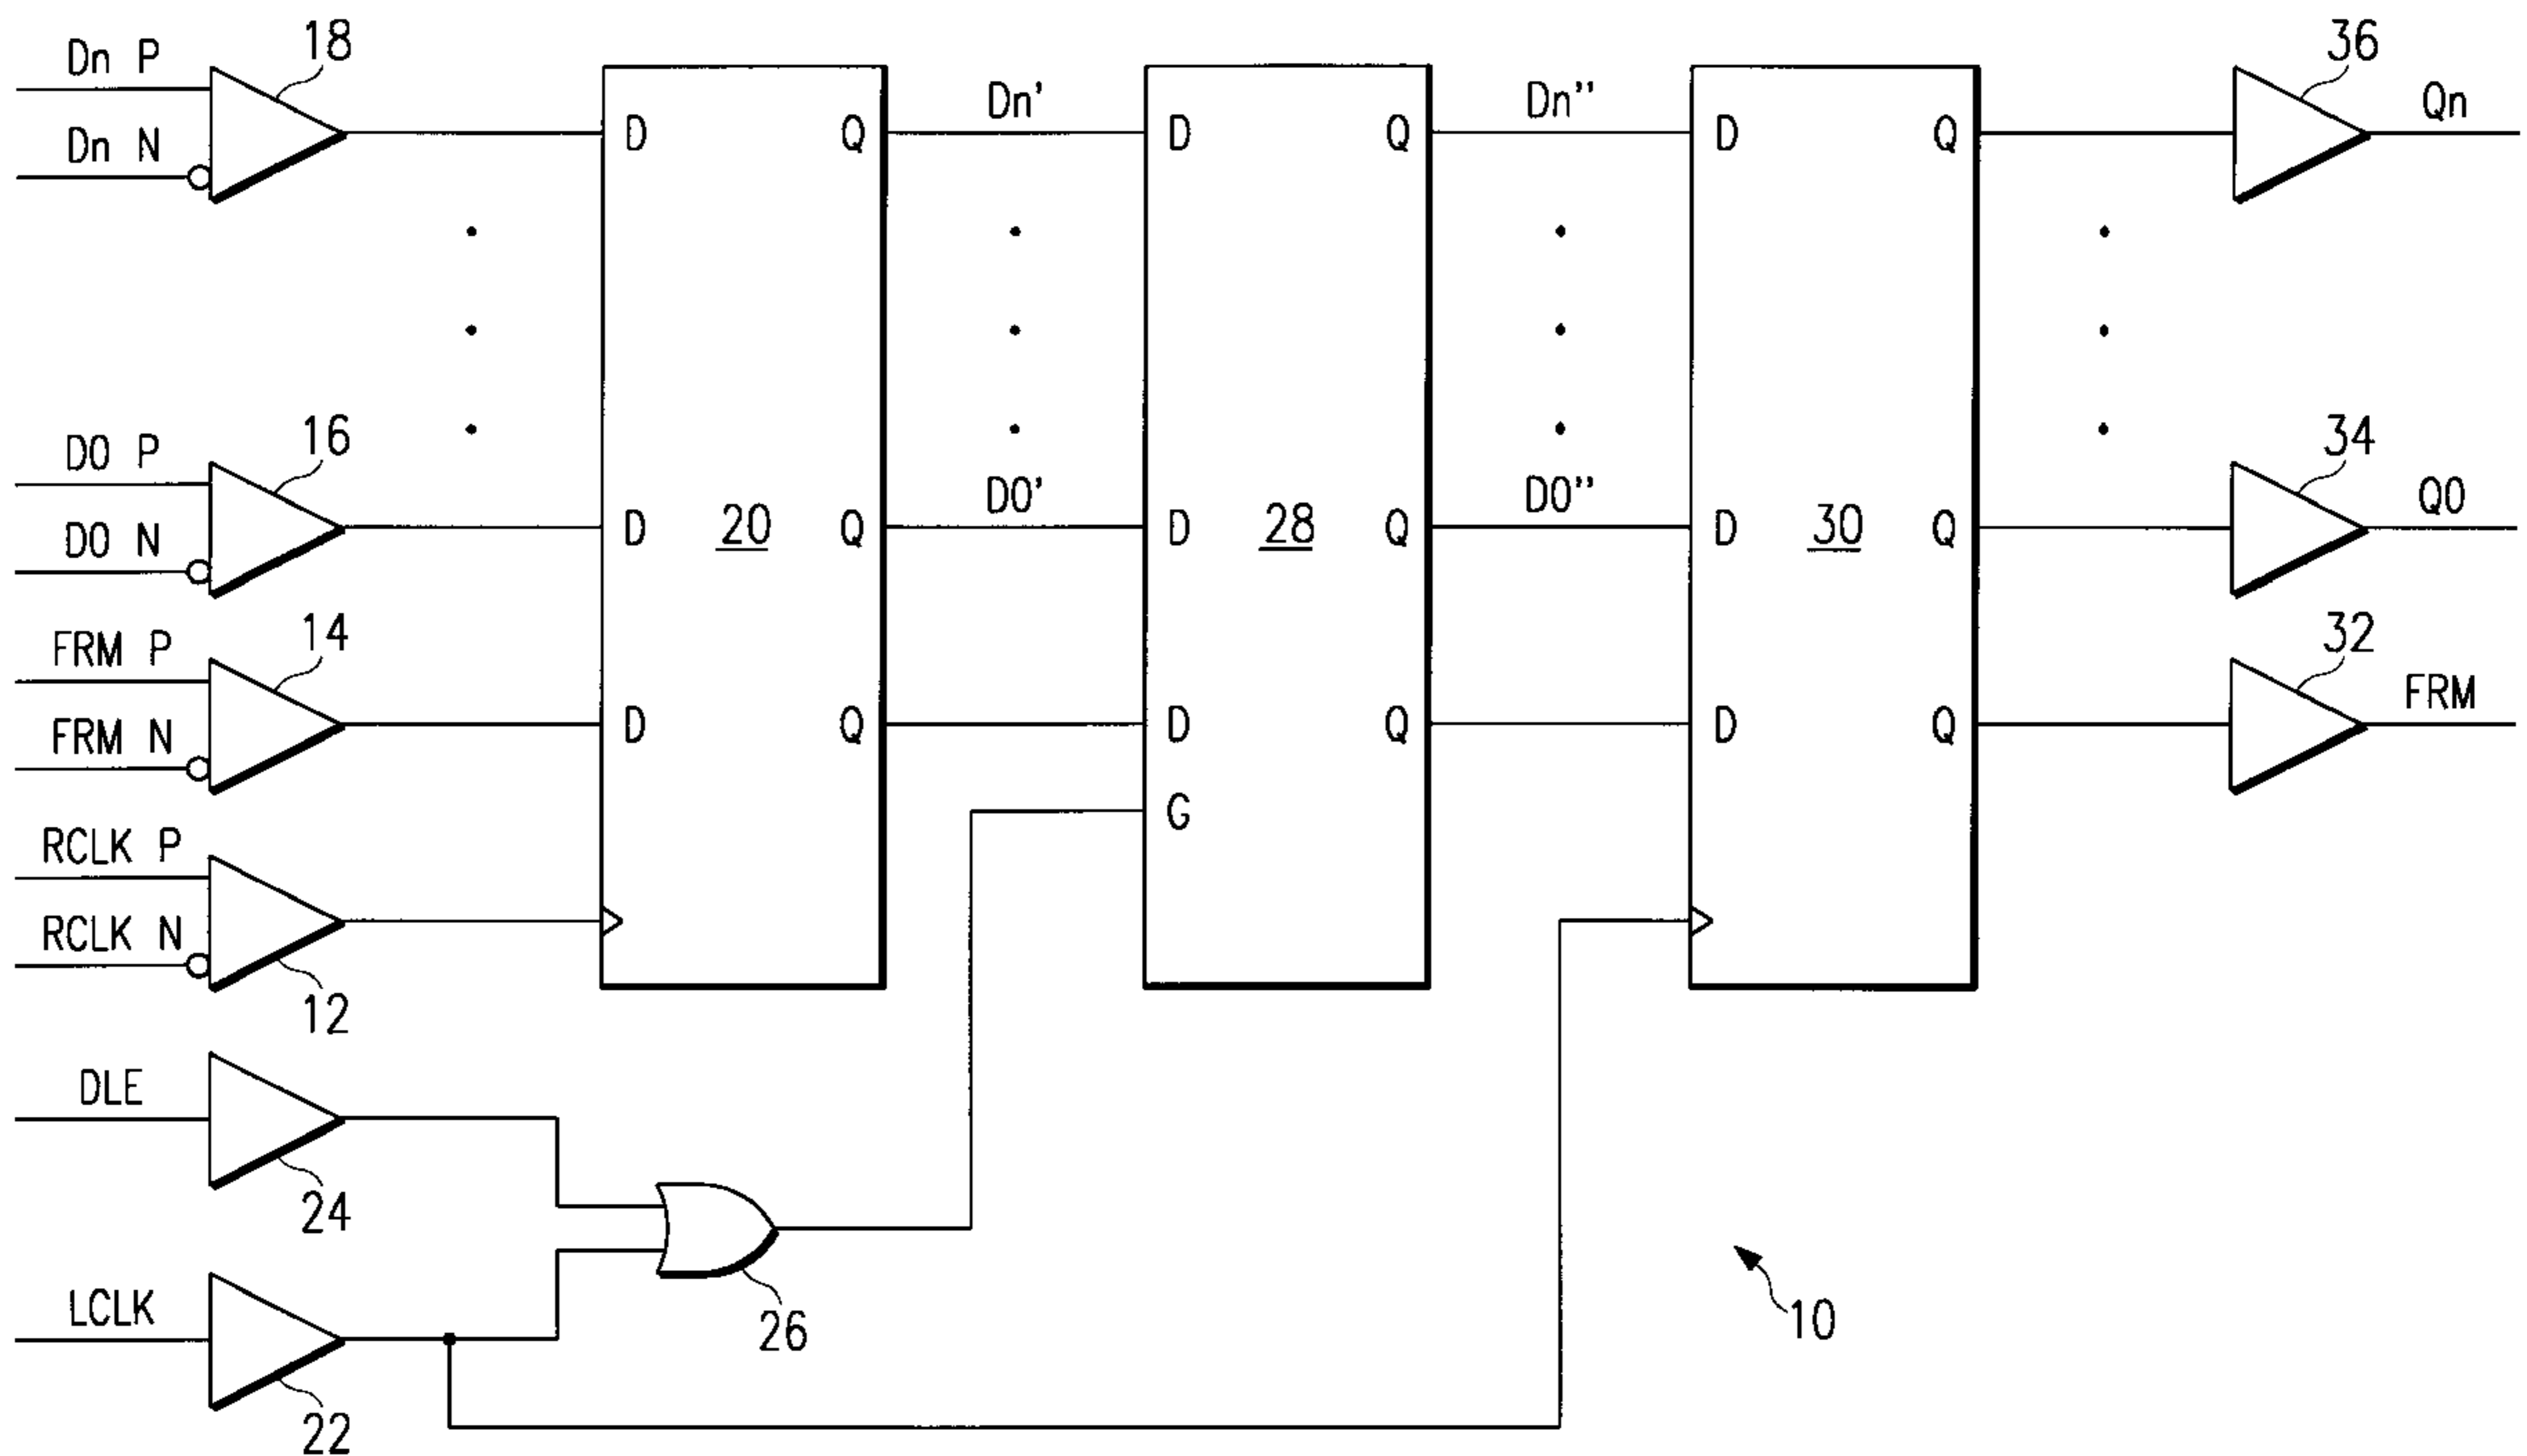 Dn P
18
Dn N
D
Q
Dn'
D
Q
Dn"
D
Q
36
Qn
D0 P
16
D0 N
D
20
Q
D0'
D
28
Q
D0"
D
30
Q
34
Q0
FRM P
14
FRM N
D
Q
D
Q
D
Q
32
FRM
G
RCLK P
RCLK N
12
DLE
24
LCLK
26
10
22